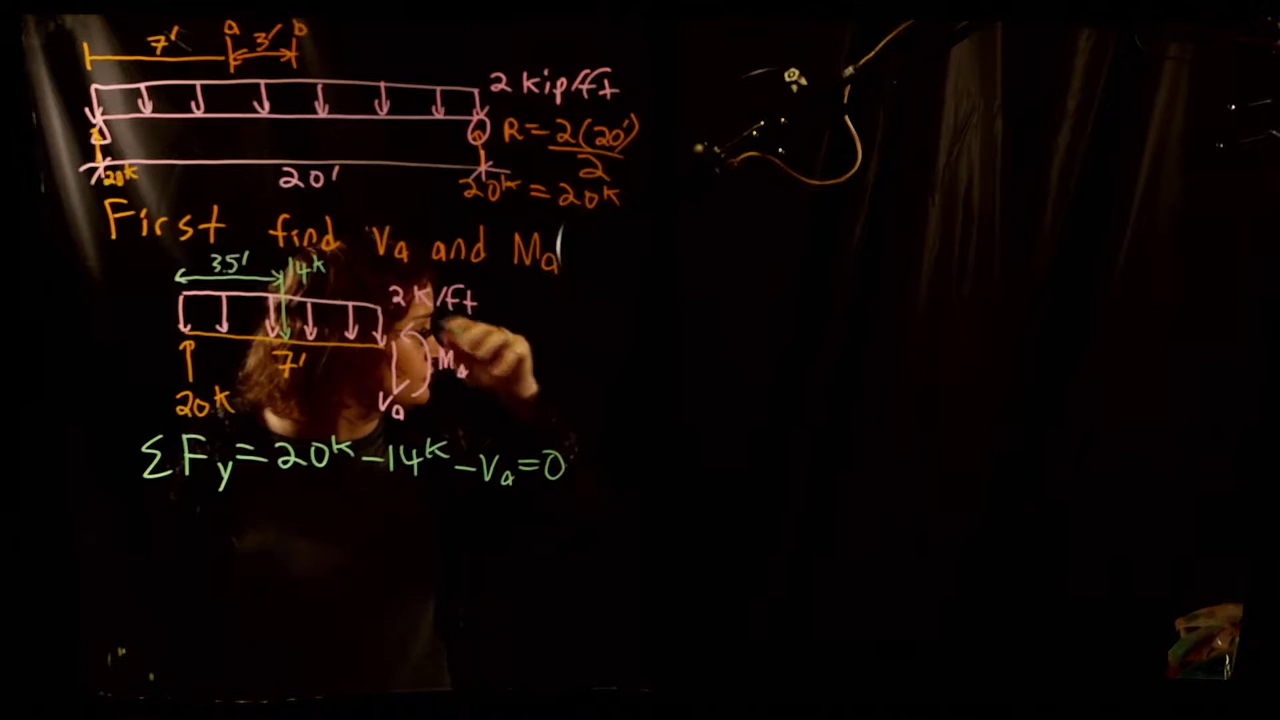 7' a 3' b
2 kip/ft
R = 2(20')
2
20k 20' 20k = 20k
First find Va and Ma
3.5' 14k
2 k/ft
7' Ma
20k Va
ΣFy = 20k - 14k - Va = 0